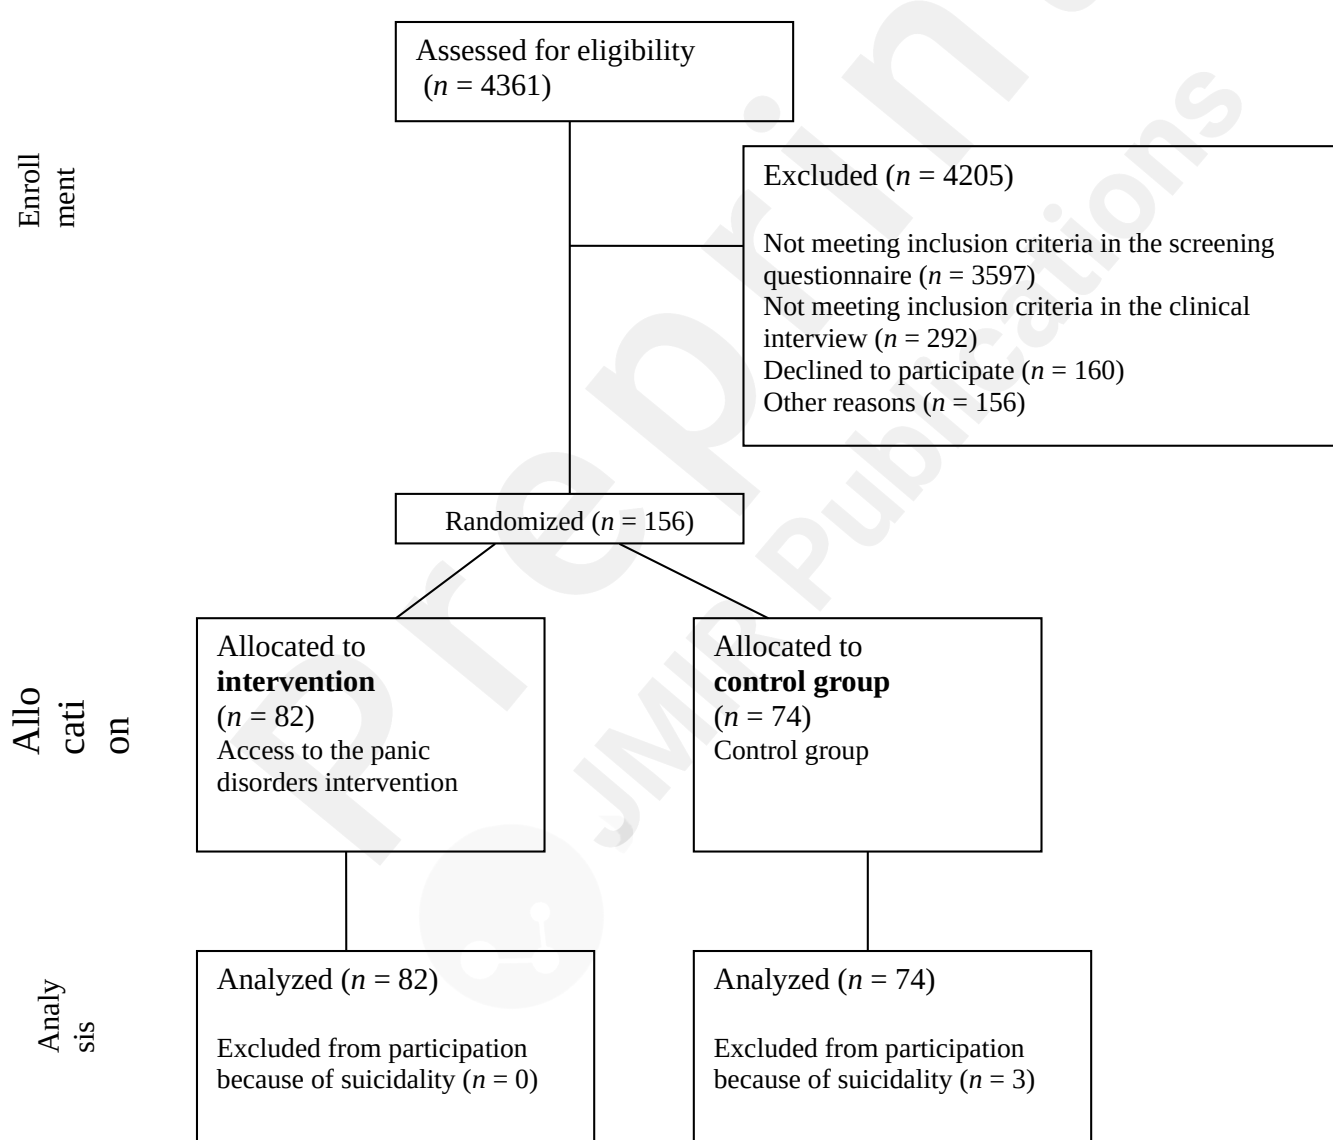 Assessed for eligibility
(n = 4361)
Enroll
ment
Excluded (n = 4205)
Not meeting inclusion criteria in the screening
questionnaire (n = 3597)
Not meeting inclusion criteria in the clinical
interview (n = 292)
Declined to participate (n = 160)
Other reasons (n = 156)
Randomized (n = 156)
Allo
cati
on
Allocated to
intervention
(n = 82)
Access to the panic
disorders intervention
Allocated to
control group
(n = 74)
Control group
Analy
sis
Analyzed (n = 82)
Excluded from participation
because of suicidality (n = 0)
Analyzed (n = 74)
Excluded from participation
because of suicidality (n = 3)
Preprin
JMIR Publications